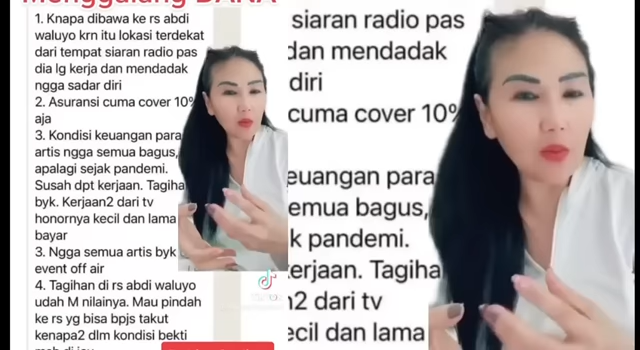 Menggalang DANA
1. Knapa dibawa ke rs abdi
waluyo krn itu lokasi terdekat
dari tempat siaran radio pas
dia lg kerja dan mendadak
ngga sadar diri
2. Asuransi cuma cover 10%
aja
3. Kondisi keuangan para
artis ngga semua bagus,
apalagi sejak pandemi.
Susah dpt kerjaan. Tagiha
byk. Kerjaan2 dari tv
honornya kecil dan lama
bayar
3. Ngga semua artis byk
event off air
4. Tagihan di rs abdi waluyo
udah M nilainya. Mau pindah
ke rs yg bisa bpjs takut
kenapa2 dlm kondisi bekti
siaran radio pas
dan mendadak
diri
cuma cover 10%
euangan para
emua bagus,
k pandemi.
erjaan. Tagiha
n2 dari tv
ecil dan lama